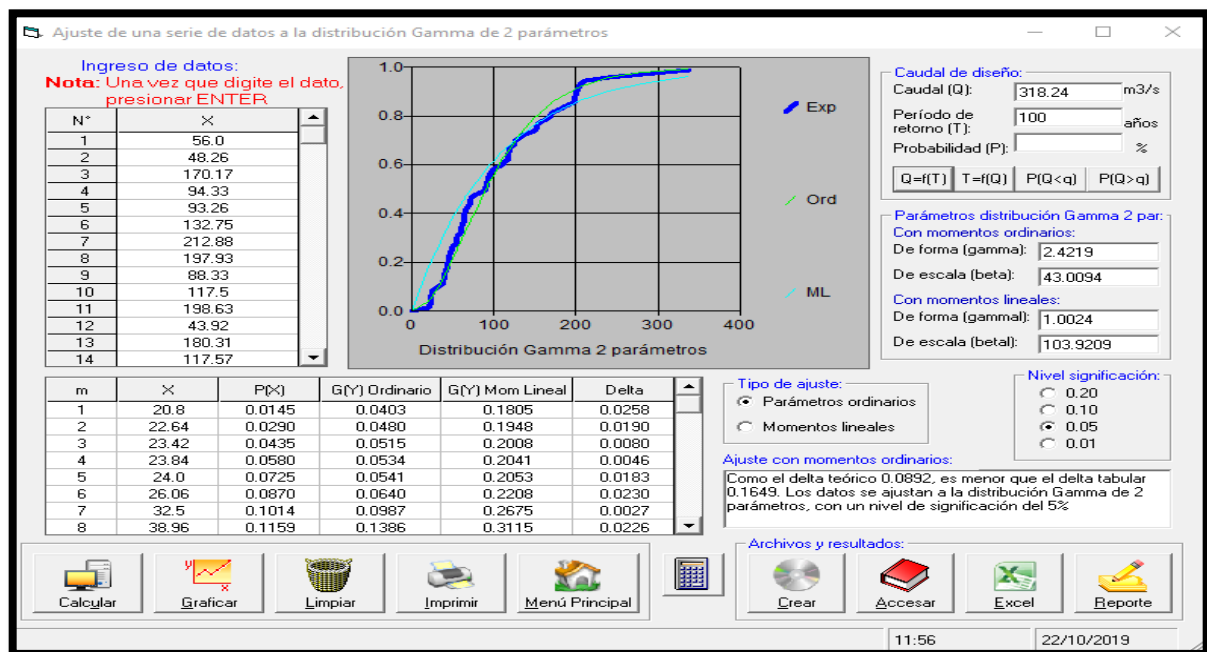 Ajuste de una serie de datos a la distribución Gamma de 2 parámetros
Ingreso de datos:
Nota: Una vez que digite el dato,
presionar ENTER
N° X
1 56.0
2 48.26
3 170.17
4 94.33
5 93.26
6 132.75
7 212.88
8 197.93
9 88.33
10 117.5
11 198.63
12 43.92
13 180.31
14 117.57
1.0
0.8
0.6
0.4
0.2
0.0
0 100 200 300 400
Distribución Gamma 2 parámetros
Exp
Ord
ML
Caudal de diseño:
Caudal (Q): 318.24 m3/s
Período de
retorno (T): 100 años
Probabilidad (P): %
Q=f(T) T=f(Q) P(Q<q) P(Q>q)
Parámetros distribución Gamma 2 par:
Con momentos ordinarios:
De forma (gamma): 2.4219
De escala (beta): 43.0094
Con momentos lineales:
De forma (gammal): 1.0024
De escala (betal): 103.9209
m X P(X) G(Y) Ordinario G(Y) Mom Lineal Delta
1 20.8 0.0145 0.0403 0.1805 0.0258
2 22.64 0.0290 0.0480 0.1948 0.0190
3 23.42 0.0435 0.0515 0.2008 0.0080
4 23.84 0.0580 0.0534 0.2041 0.0046
5 24.0 0.0725 0.0541 0.2053 0.0183
6 26.06 0.0870 0.0640 0.2208 0.0230
7 32.5 0.1014 0.0987 0.2675 0.0027
8 38.96 0.1159 0.1386 0.3115 0.0226
Tipo de ajuste:
Parámetros ordinarios
Momentos lineales
Nivel significación:
0.20
0.10
0.05
0.01
Ajuste con momentos ordinarios:
Como el delta teórico 0.0892, es menor que el delta tabular
0.1649. Los datos se ajustan a la distribución Gamma de 2
parámetros, con un nivel de significación del 5%
Calcular
Graficar
Limpiar
Imprimir
Menú Principal
Archivos y resultados:
Crear
Accesar
Excel
Reporte
11:56 22/10/2019